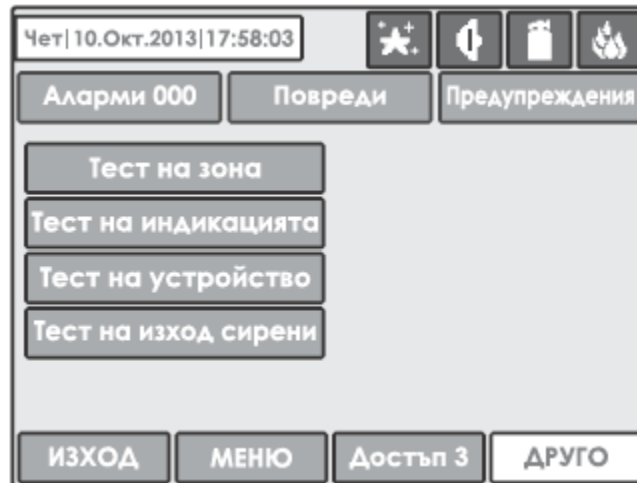 Чет|10.Окт.2013|17:58:03
Аларми 000 Повреди Предупреждения
Тест на зона
Тест на индикацията
Тест на устройство
Тест на изход сирени
ИЗХОД МЕНЮ Достъп 3 ДРУГО